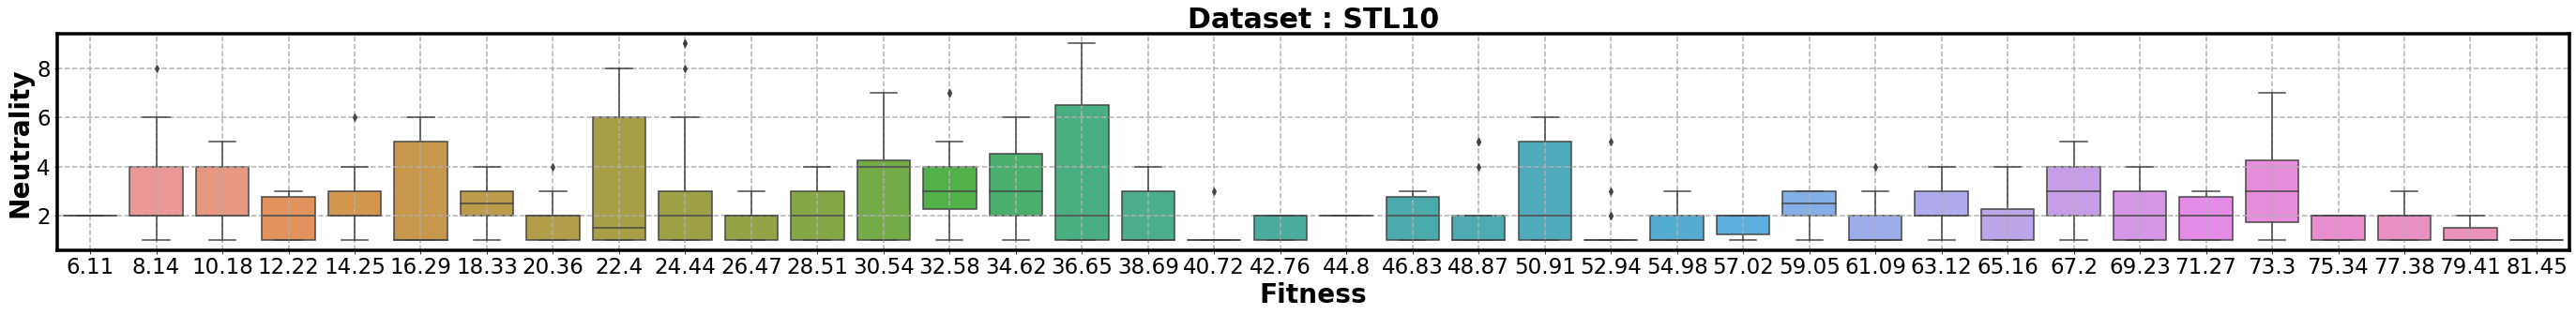 Dataset : STL10
Neutrality
8
6
4
2
6.11 8.14 10.18 12.22 14.25 16.29 18.33 20.36 22.4 24.44 26.47 28.51 30.54 32.58 34.62 36.65 38.69 40.72 42.76 44.8 46.83 48.87 50.91 52.94 54.98 57.02 59.05 61.09 63.12 65.16 67.2 69.23 71.27 73.3 75.34 77.38 79.41 81.45
Fitness